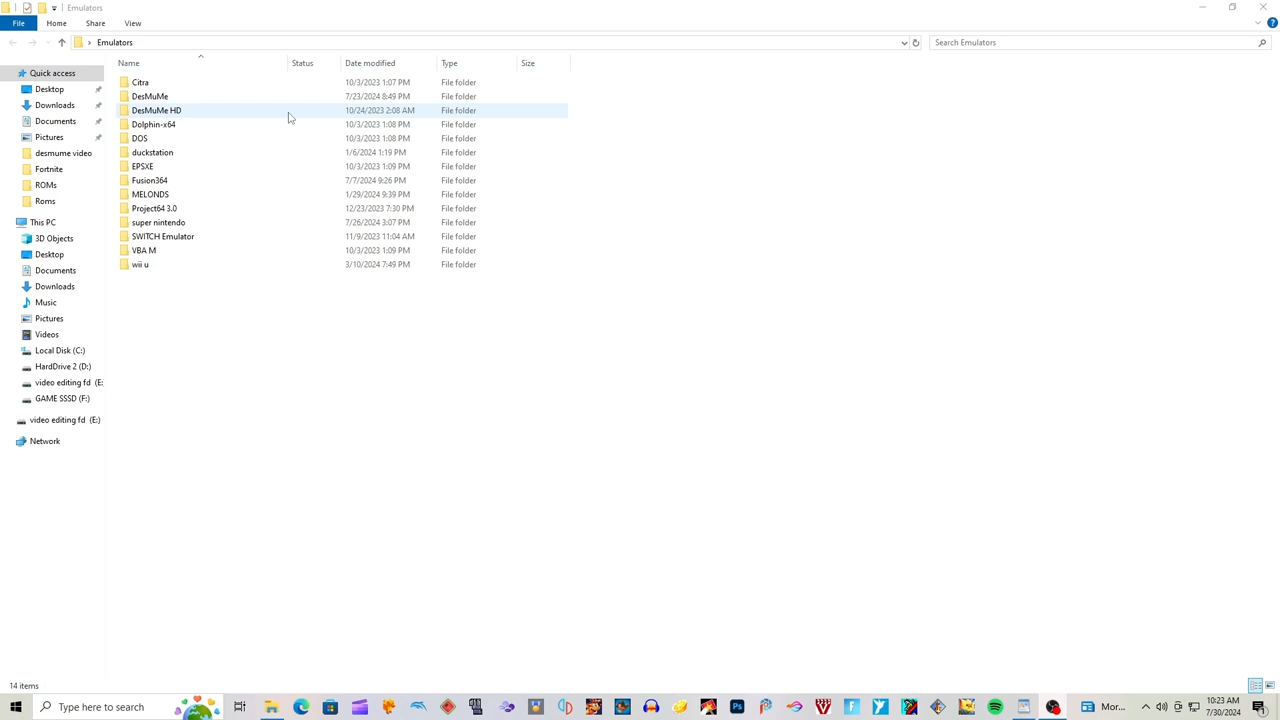 Emulators
File Home Share View
Emulators Search Emulators
Name Status Date modified Type Size
Quick access
Desktop
Downloads
Documents
Pictures
desmume video
Fortnite
ROMs
Roms
This PC
3D Objects
Desktop
Documents
Downloads
Music
Pictures
Videos
Local Disk (C:)
HardDrive 2 (D:)
video editing fd (E:
GAME SSSD (F:)
video editing fd (E:)
Network
Citra 10/3/2023 1:07 PM File folder
DesMuMe 7/23/2024 8:49 PM File folder
DesMuMe HD 10/24/2023 2:08 AM File folder
Dolphin-x64 10/3/2023 1:08 PM File folder
DOS 10/3/2023 1:08 PM File folder
duckstation 1/6/2024 1:19 PM File folder
EPSXE 10/3/2023 1:09 PM File folder
Fusion364 7/7/2024 9:26 PM File folder
MELONDS 1/29/2024 9:39 PM File folder
Project64 3.0 12/23/2023 7:30 PM File folder
super nintendo 7/26/2024 3:07 PM File folder
SWITCH Emulator 11/9/2023 11:04 AM File folder
VBA M 10/3/2023 1:09 PM File folder
wii u 3/10/2024 7:49 PM File folder
14 items
Type here to search Mor... 10:23 AM
7/30/2024